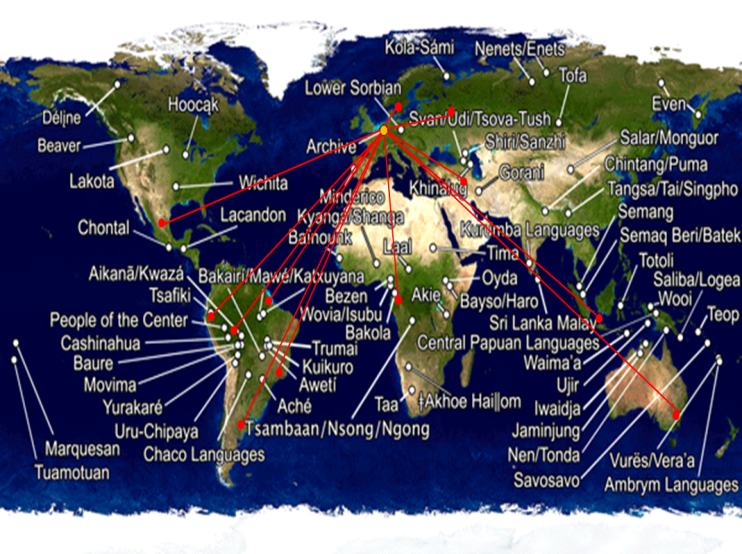 Kola-Sámi
Nenets/Enets
Tofa
Lower Sorbian
Even
Hoocąk
Dëlįne
Svan/Udi/Tsova-Tush
Archive
Shiri/Sanzhi
Salar/Monguor
Beaver
Chintang/Puma
Gorani
Lakota
Wichita
Khinalug
Tangsa/Tai/Singpho
Minderico
Lacandon
Kyanga/Shanga
Semang
Chontal
Bainounk
Kurumba Languages
Semaq Beri/Batek
Laal
Tima
Totoli
Aikanã/Kwazá
Bakairí/Mawé/Katxuyana
Oyda
Saliba/Logea
Tsafiki
Bezen
Akie
Bayso/Haro
Wooi
People of the Center
Wovia/Isubu
Sri Lanka Malay
Teop
Bakola
Cashinahua
Trumai
Central Papuan Languages
Baure
Kuikuro
Waima'a
Movima
Awetí
Ujir
Yurakaré
Aché
Taa
ǂAkhoe Haiǁom
Iwaidja
Uru-Chipaya
Tsambaan/Nsong/Ngong
Jaminjung
Marquesan
Chaco Languages
Nen/Tonda
Vurës/Vera'a
Tuamotuan
Savosavo
Ambrym Languages